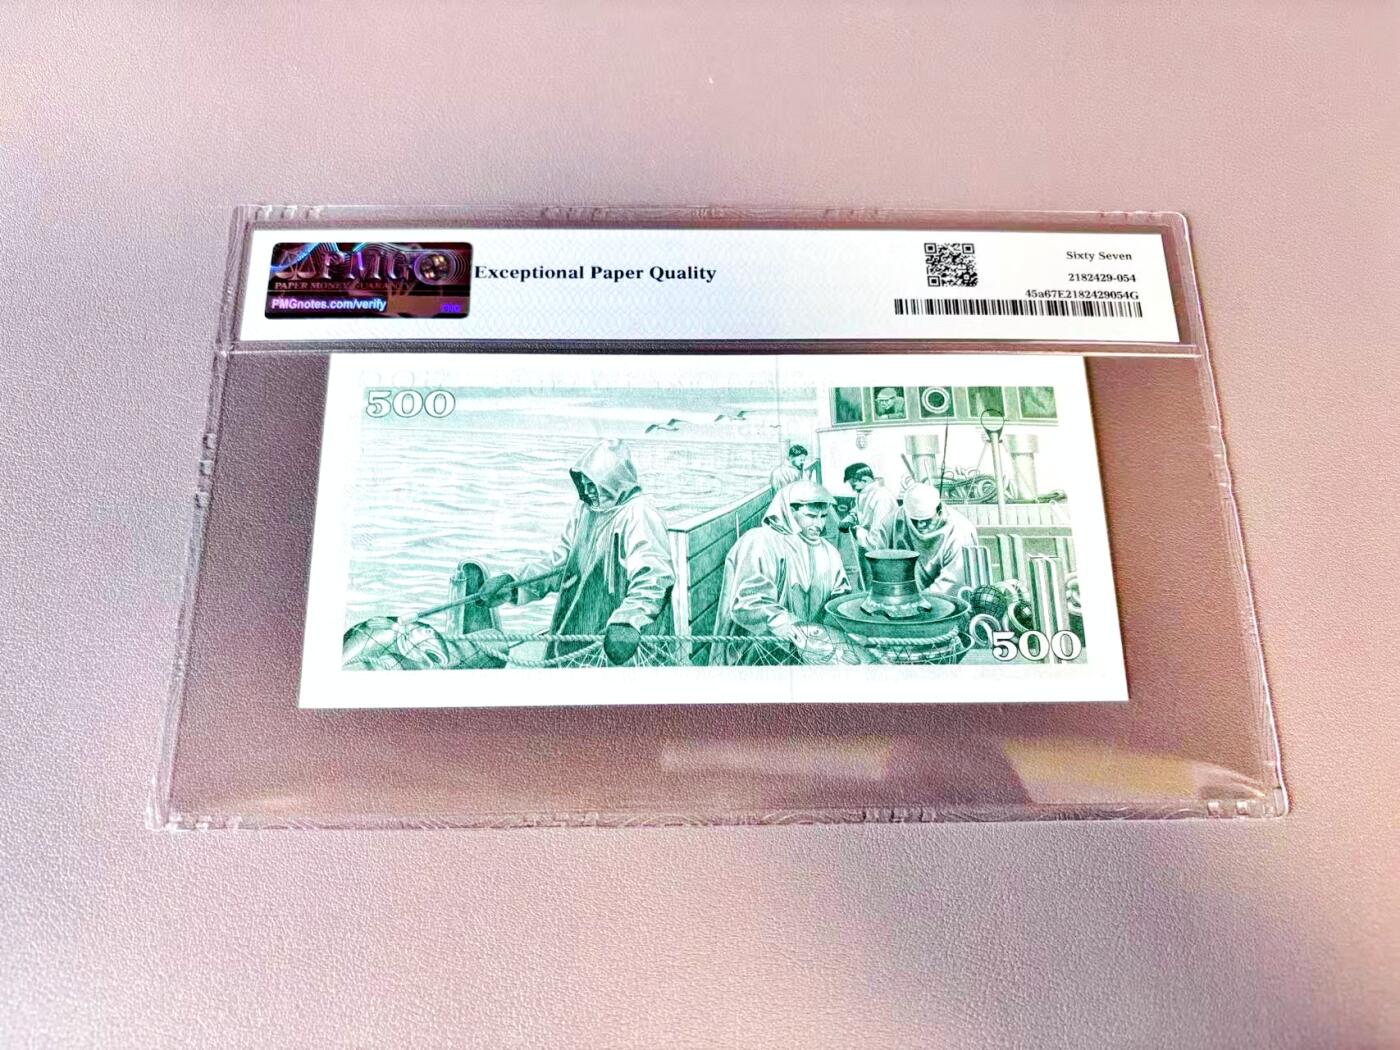 PMG
PAPER MONEY GUARANTY
PMGnotes.com/verify
Exceptional Paper Quality
Sixty Seven
2182429-054
45a67E2182429054G
500
500